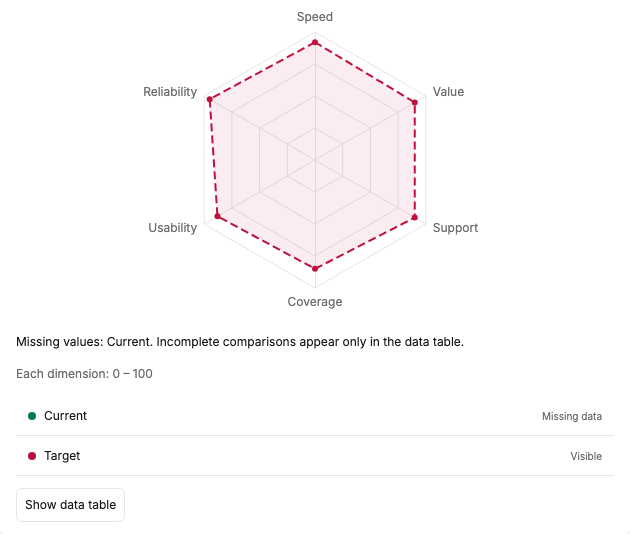 Speed
Reliability
Value
Usability
Support
Coverage
Missing values: Current. Incomplete comparisons appear only in the data table.
Each dimension: 0 – 100
Current
Missing data
Target
Visible
Show data table